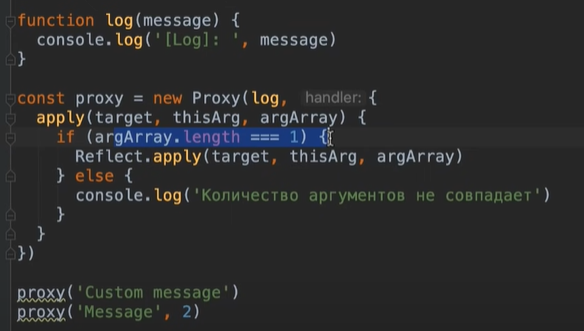 function log(message) {
  console.log('[Log]: ', message)
}
const proxy = new Proxy(log, handler: {
  apply(target, thisArg, argArray) {
    if (argArray.length === 1) {
      Reflect.apply(target, thisArg, argArray)
    } else {
      console.log('Количество аргументов не совпадает')
    }
  }
})
proxy('Custom message')
proxy('Message', 2)